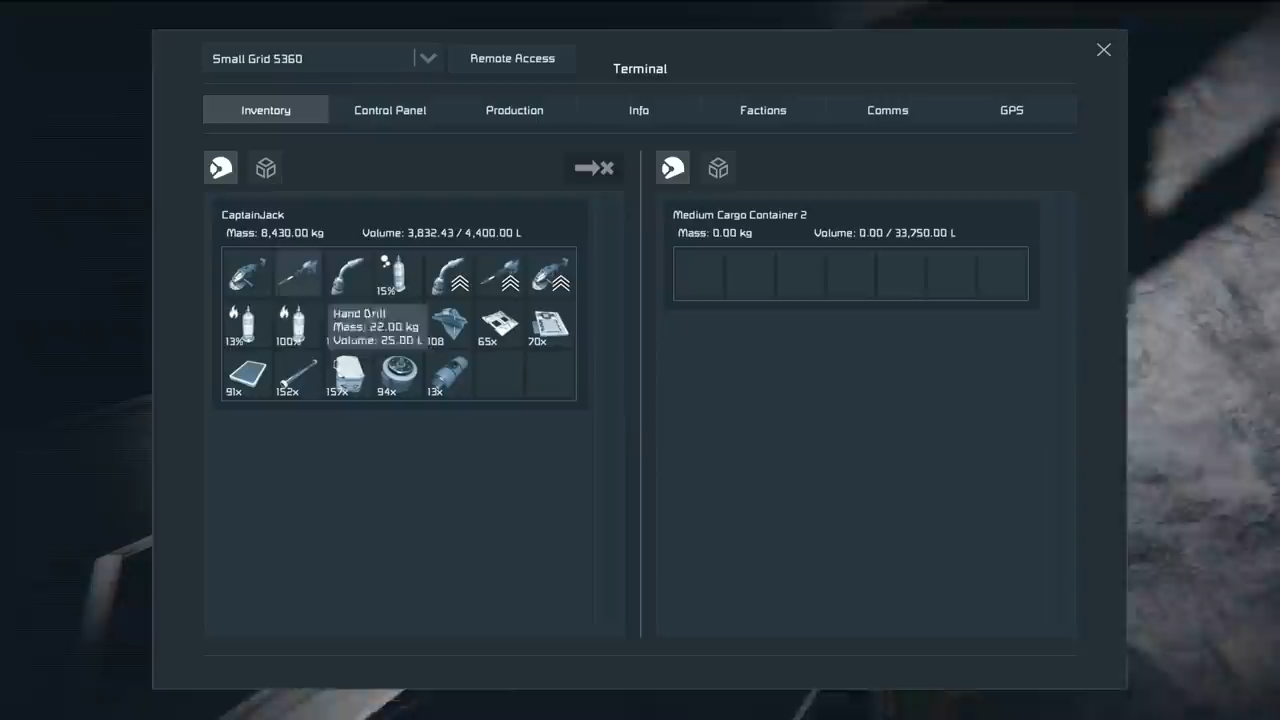 Small Grid 5360
Remote Access
Terminal
Inventory
Control Panel
Production
Info
Factions
Comms
GPS
CaptainJack
Mass: 8,430.00 kg
Volume: 3,832.43 / 4,400.00 L
15%
13%
100%
Hand Drill
Mass: 22.00 kg
Volume: 25.00 L
108
65x
70x
91x
152x
157x
94x
13x
Medium Cargo Container 2
Mass: 0.00 kg
Volume: 0.00 / 33,750.00 L